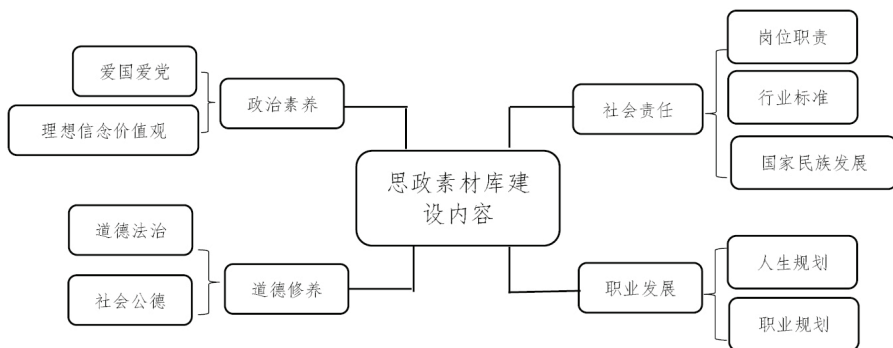 爱国爱党
理想信念价值观
政治素养
道德法治
社会公德
道德修养
思政素材库建
设内容
社会责任
岗位职责
行业标准
国家民族发展
职业发展
人生规划
职业规划